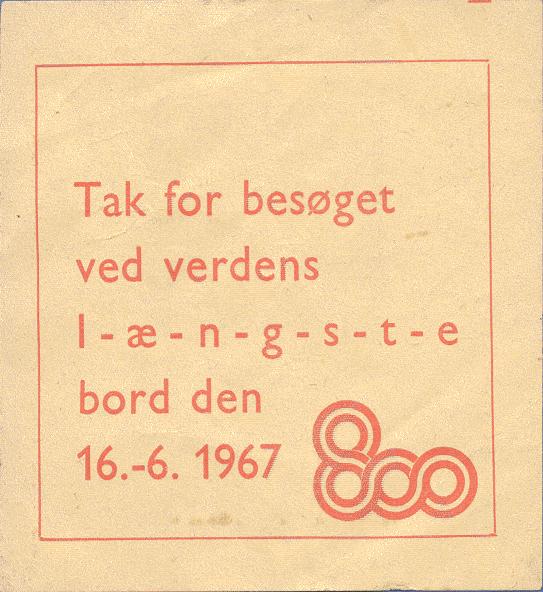 Tak for besøget
ved verdens
l-æ-n-g-s-t-e
bord den
16.-6. 1967
800